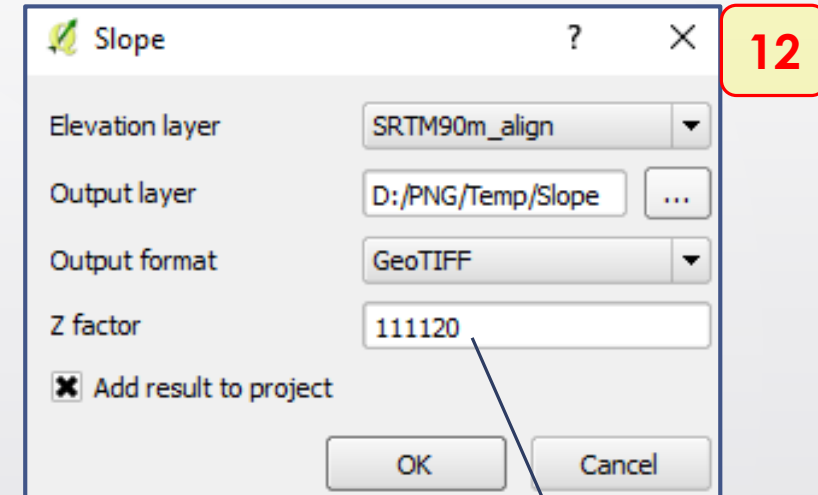 Slope ?
12
Elevation layer SRTM90m_align
Output layer D:/PNG/Temp/Slope ...
Output format GeoTIFF
Z factor 111120
Add result to project
OK Cancel